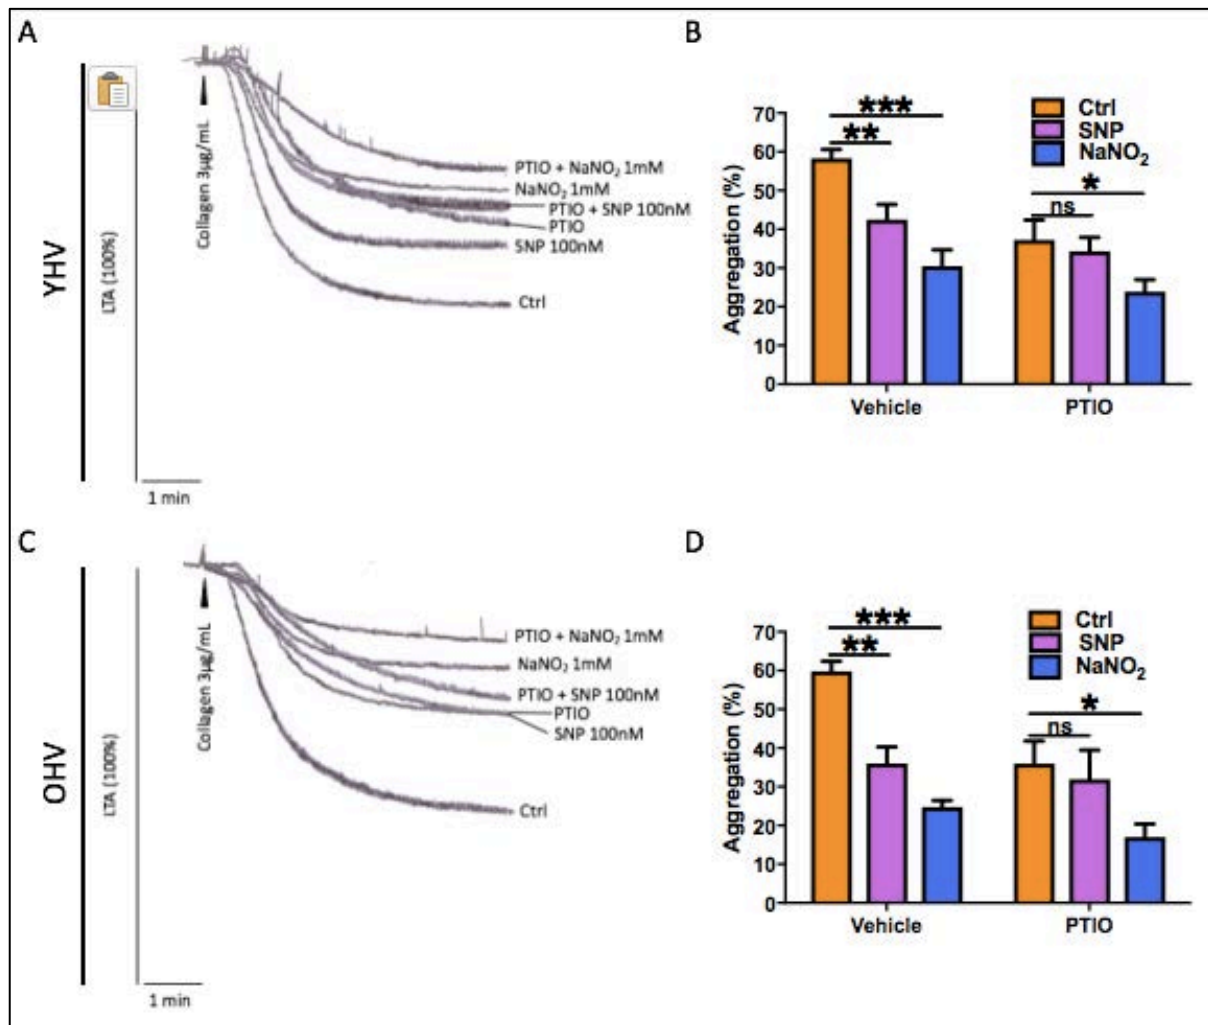 A
YHV
LTA (100%)
Collagen 3µg/mL
PTIO + NaNO₂ 1mM
NaNO₂ 1mM
PTIO + SNP 100nM
PTIO
SNP 100nM
Ctrl
1 min
B
Aggregation (%)
70
60
50
40
30
20
10
0
***
**
*
ns
Ctrl
SNP
NaNO₂
Vehicle
PTIO
C
OHV
LTA (100%)
Collagen 3µg/mL
PTIO + NaNO₂ 1mM
NaNO₂ 1mM
PTIO + SNP 100nM
PTIO
SNP 100nM
Ctrl
1 min
D
Aggregation (%)
70
60
50
40
30
20
10
0
***
**
*
ns
Ctrl
SNP
NaNO₂
Vehicle
PTIO